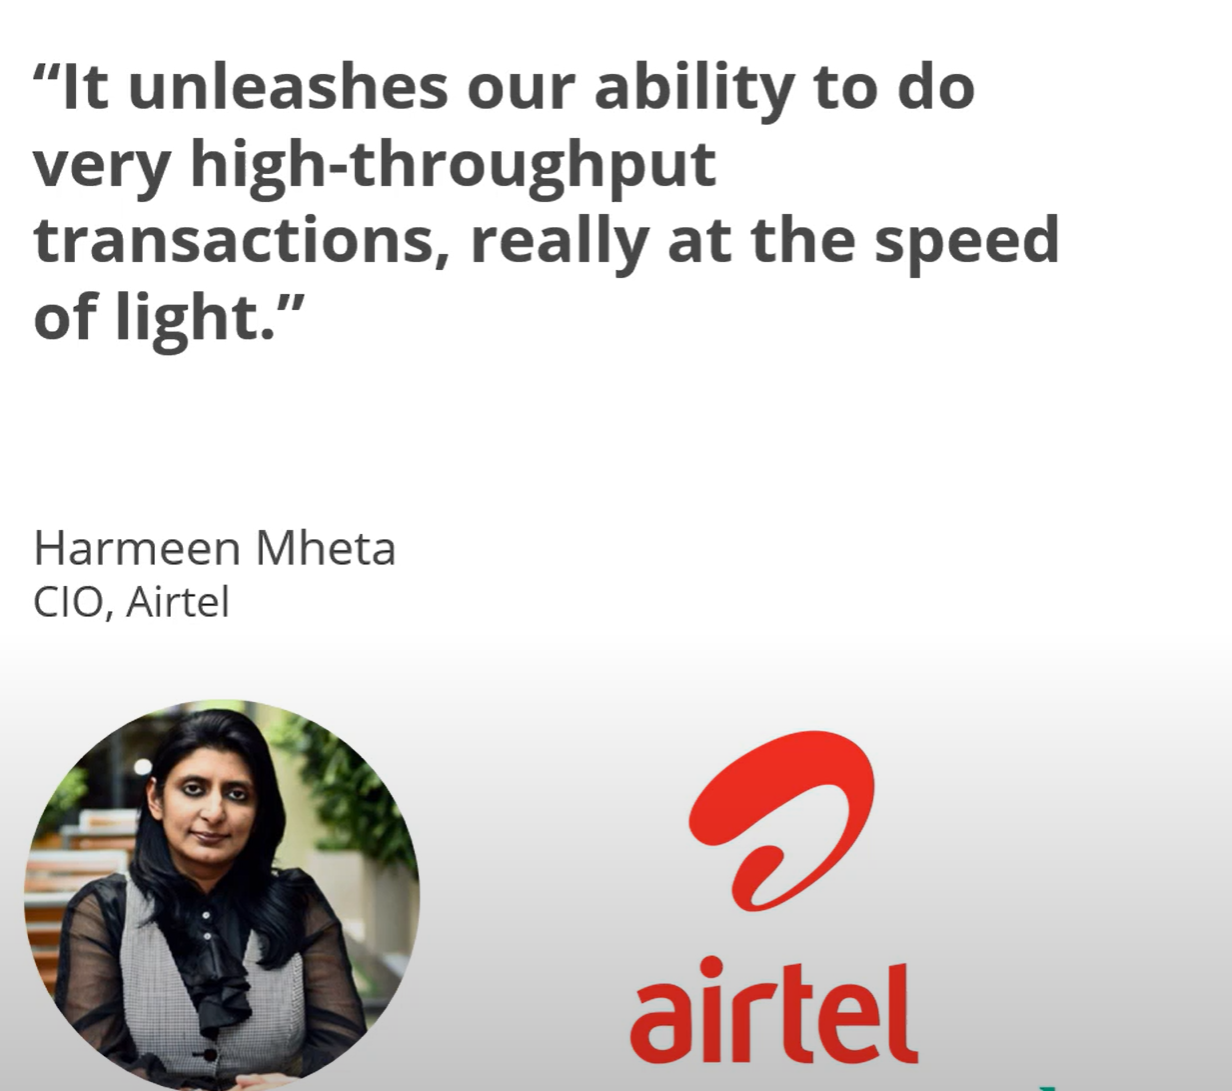 “It unleashes our ability to do
very high-throughput
transactions, really at the speed
of light.”
Harmeen Mheta
CIO, Airtel
airtel